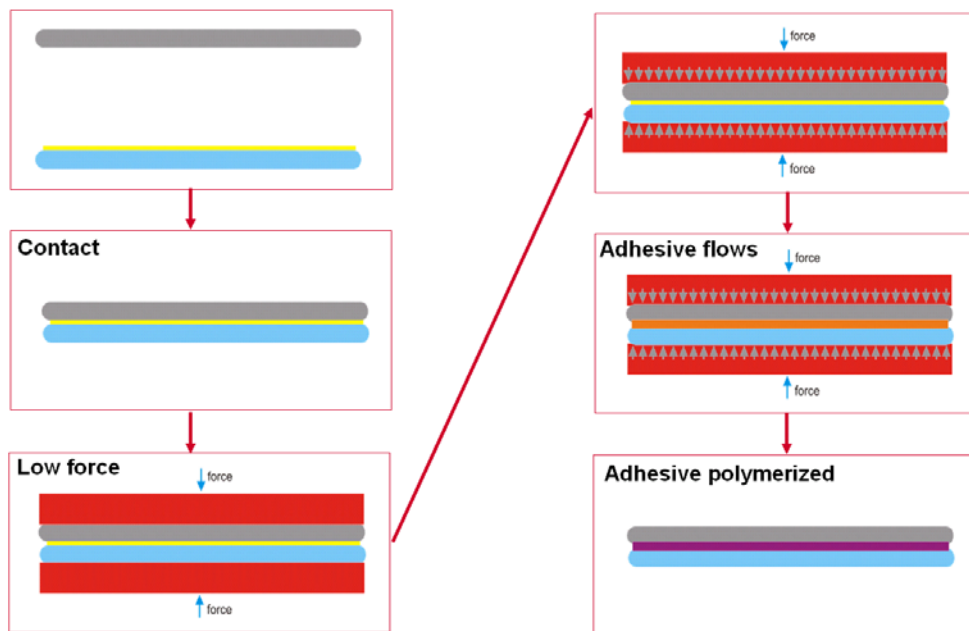 Contact
Low force
force
force
force
force
Adhesive flows
force
force
Adhesive polymerized